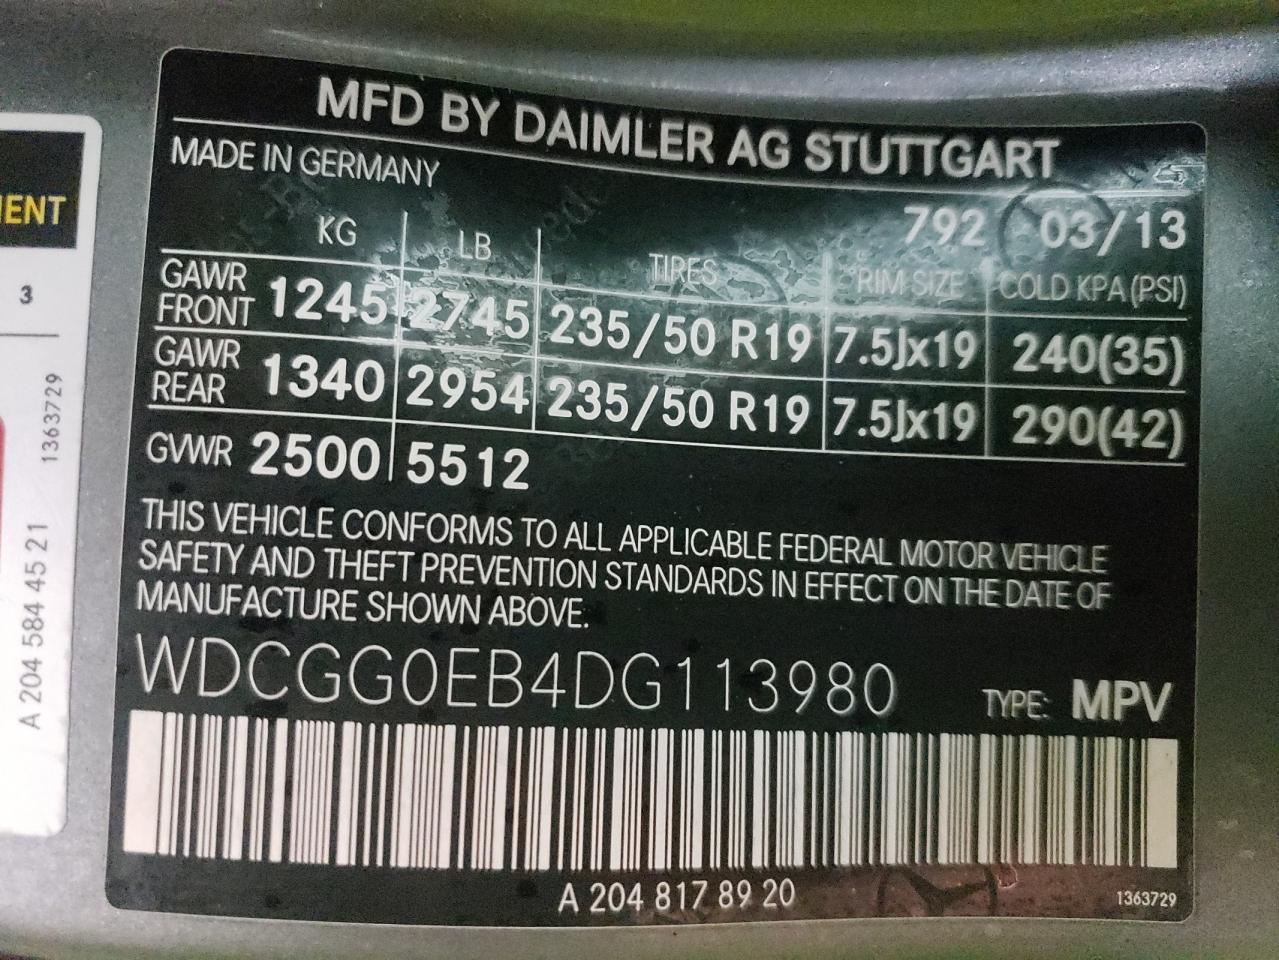 MFD BY DAIMLER AG STUTTGART
MADE IN GERMANY
792 03/13
KG LB TIRES RIM SIZE COLD KPA (PSI)
GAWR FRONT 1245 2745 235/50 R19 7.5Jx19 240(35)
GAWR REAR 1340 2954 235/50 R19 7.5Jx19 290(42)
GVWR 2500 5512
THIS VEHICLE CONFORMS TO ALL APPLICABLE FEDERAL MOTOR VEHICLE
SAFETY AND THEFT PREVENTION STANDARDS IN EFFECT ON THE DATE OF
MANUFACTURE SHOWN ABOVE.
WDCGG0EB4DG113980 TYPE: MPV
A 204 817 89 20 1363729
3
A 204 584 45 21 1363729